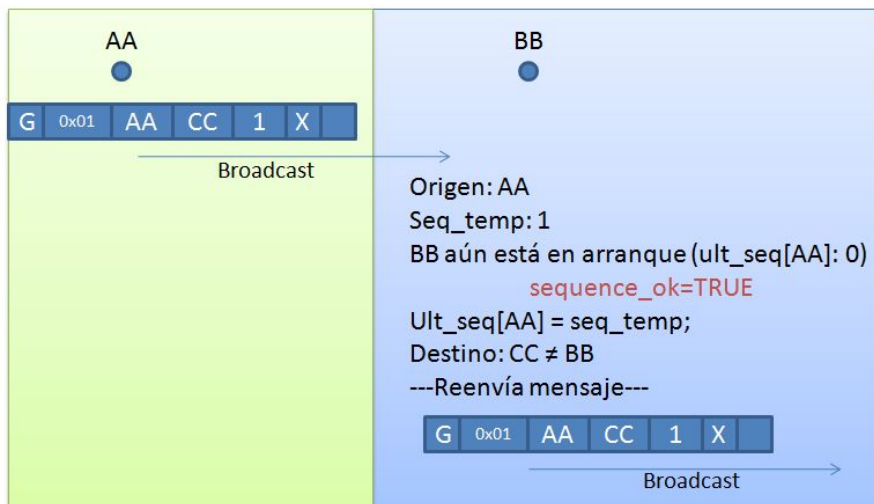 AA
G 0x01 AA CC 1 X
Broadcast
BB
Origen: AA
Seq_temp: 1
BB aún está en arranque (ult_seq[AA]: 0)
sequence_ok=TRUE
Ult_seq[AA] = seq_temp;
Destino: CC ≠ BB
---Reenvía mensaje---
G 0x01 AA CC 1 X
Broadcast